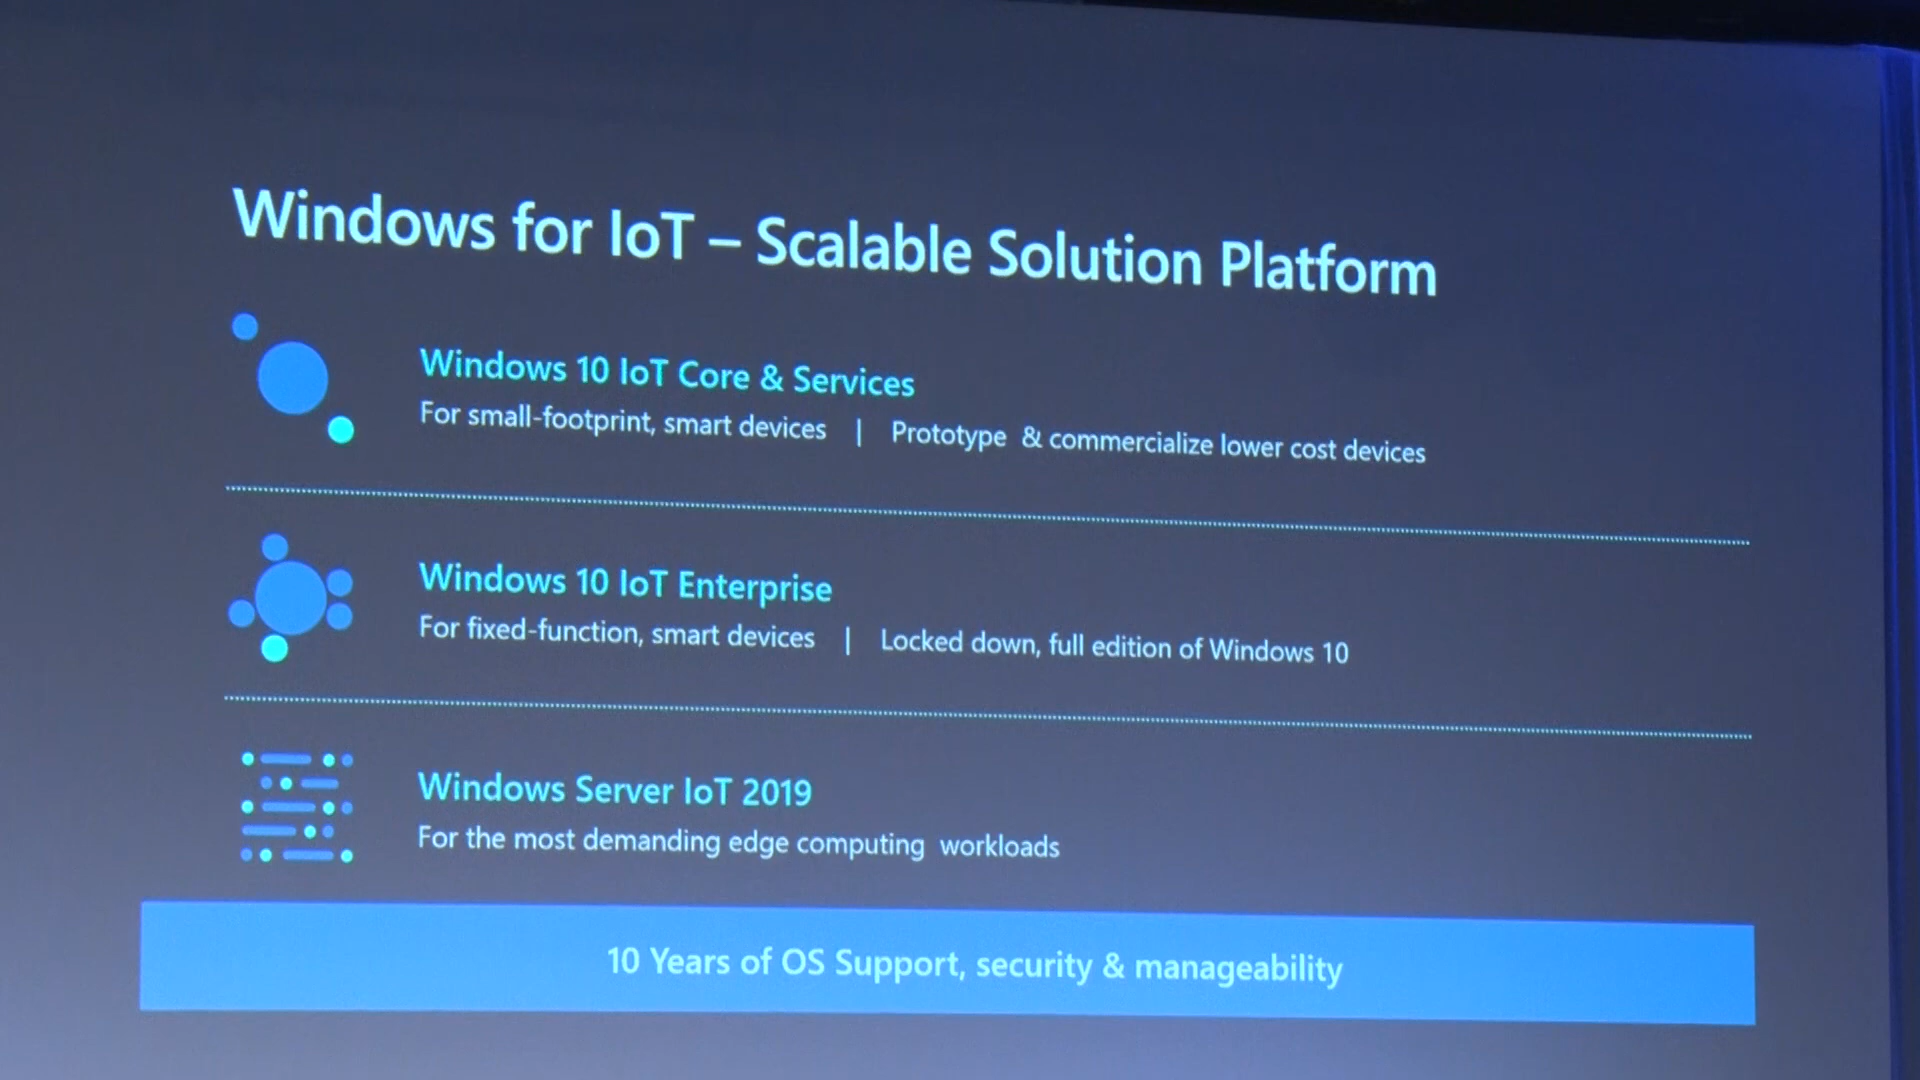 Windows for IoT – Scalable Solution Platform
Windows 10 IoT Core & Services
For small-footprint, smart devices | Prototype & commercialize lower cost devices
Windows 10 IoT Enterprise
For fixed-function, smart devices | Locked down, full edition of Windows 10
Windows Server IoT 2019
For the most demanding edge computing workloads
10 Years of OS Support, security & manageability